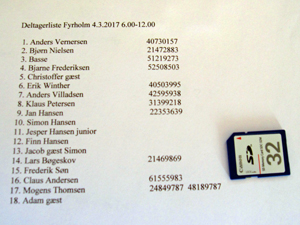 Deltagerliste Fyrholm 4.3.2017 6.00-12.00
1. Anders Vernersen 40730157
2. Bjørn Nielsen 21472883
3. Basse 51219273
4. Bjarne Frederiksen 52508503
5. Christoffer gæst
6. Erik Winther 40503995
7. Anders Villadsen 42595938
8. Klaus Petersen 31399218
9. Jan Hansen 22353639
10. Simon Hansen
11. Jesper Hansen junior
12. Finn Hansen
13. Jacob gæst Simon
14. Lars Bøgeskov 21469869
15. Frederik Søn
16. Claus Andersen 61555983
17. Mogens Thomsen 24849787 48189787
18. Adam gæst
Canon
SD
32